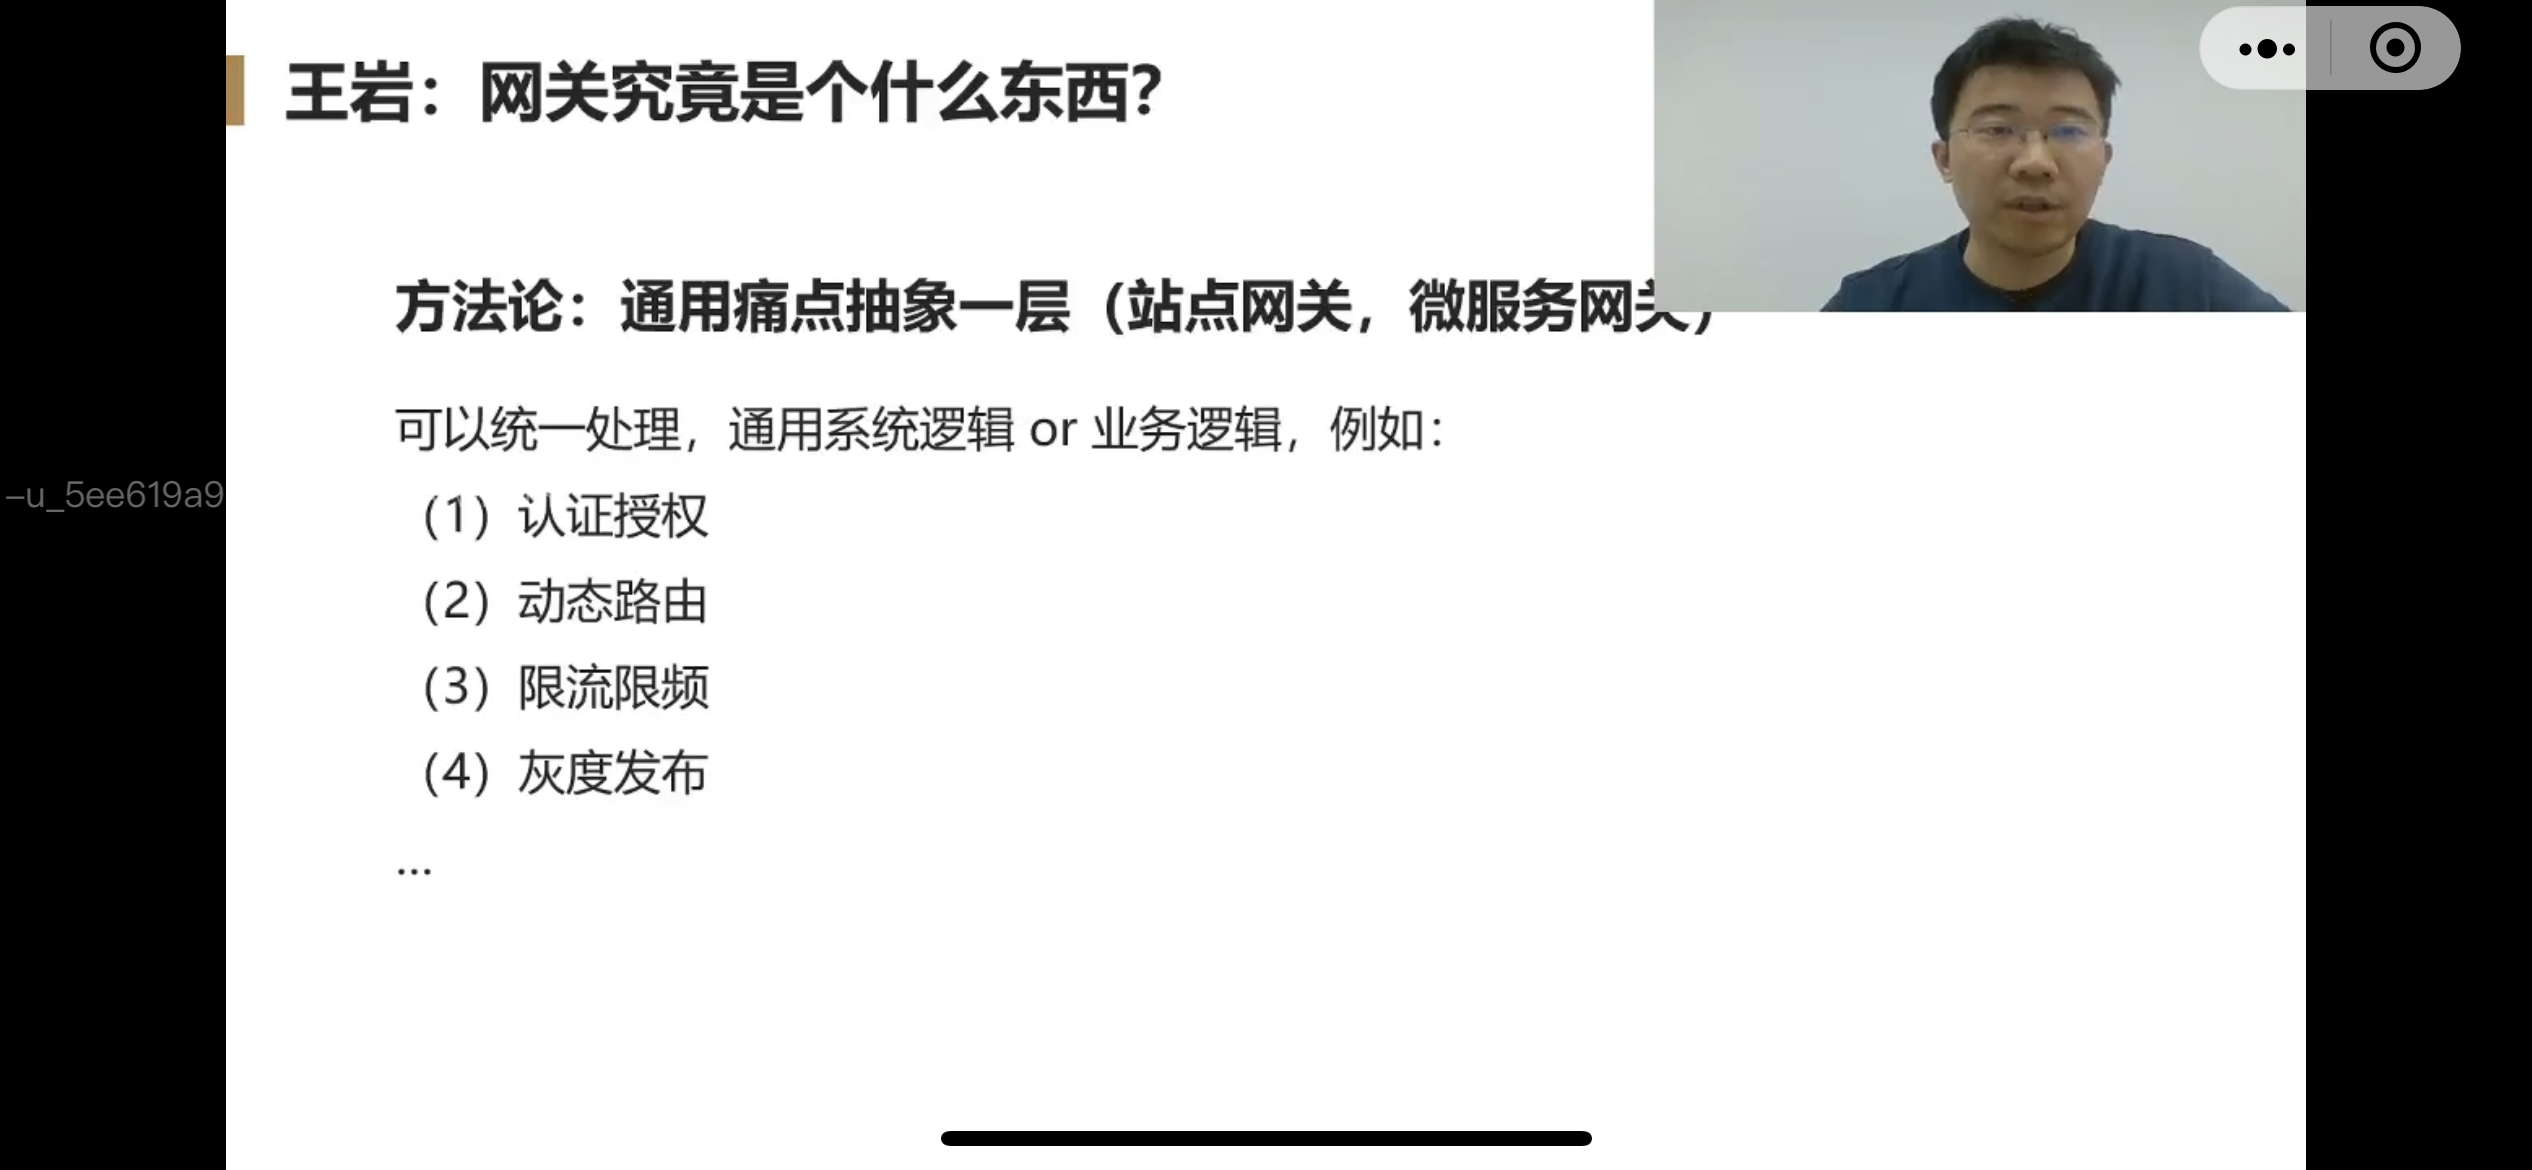 王岩：网关究竟是个什么东西？
方法论：通用痛点抽象一层（站点网关，微服务网关）
可以统一处理，通用系统逻辑 or 业务逻辑，例如：
（1）认证授权
（2）动态路由
（3）限流限频
（4）灰度发布
...
–u_5ee619a9